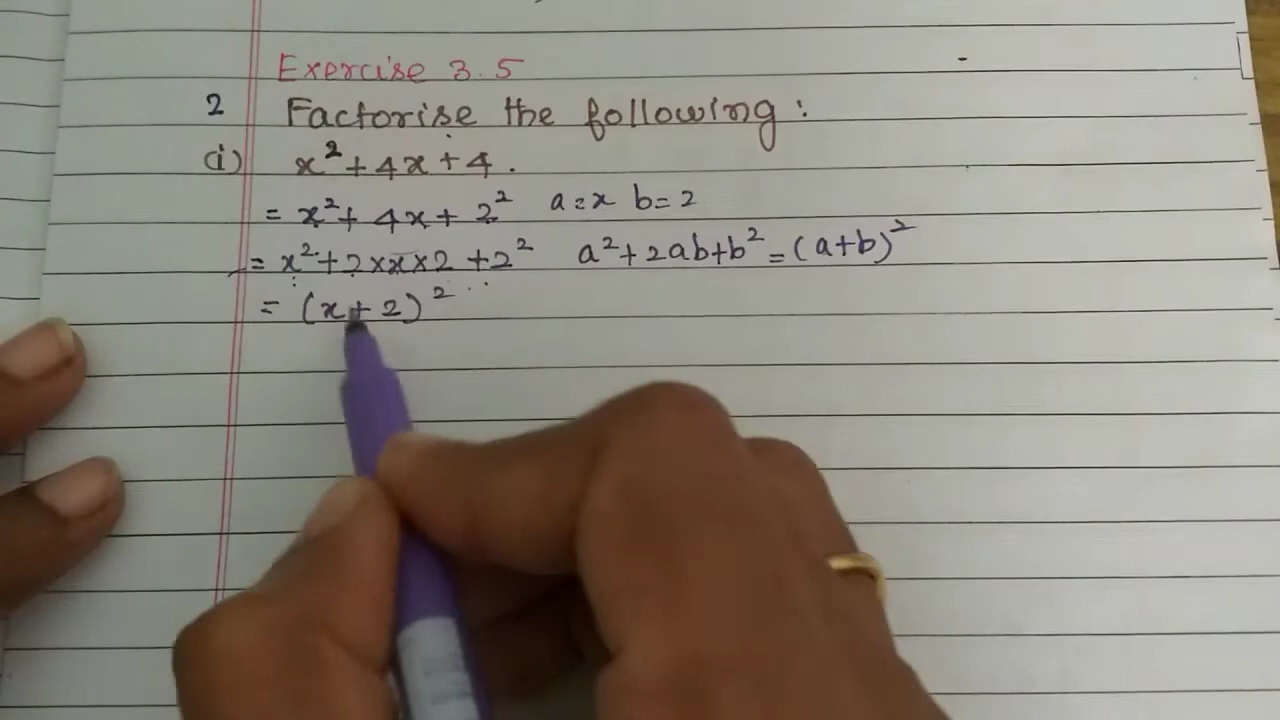 Exercise 3.5
2 Factorise the following:
(i) x² + 4x + 4.
= x² + 4x + 2² a = x b = 2
= x² + 2×x×2 + 2² a² + 2ab + b² = (a+b)²
= (x + 2)²